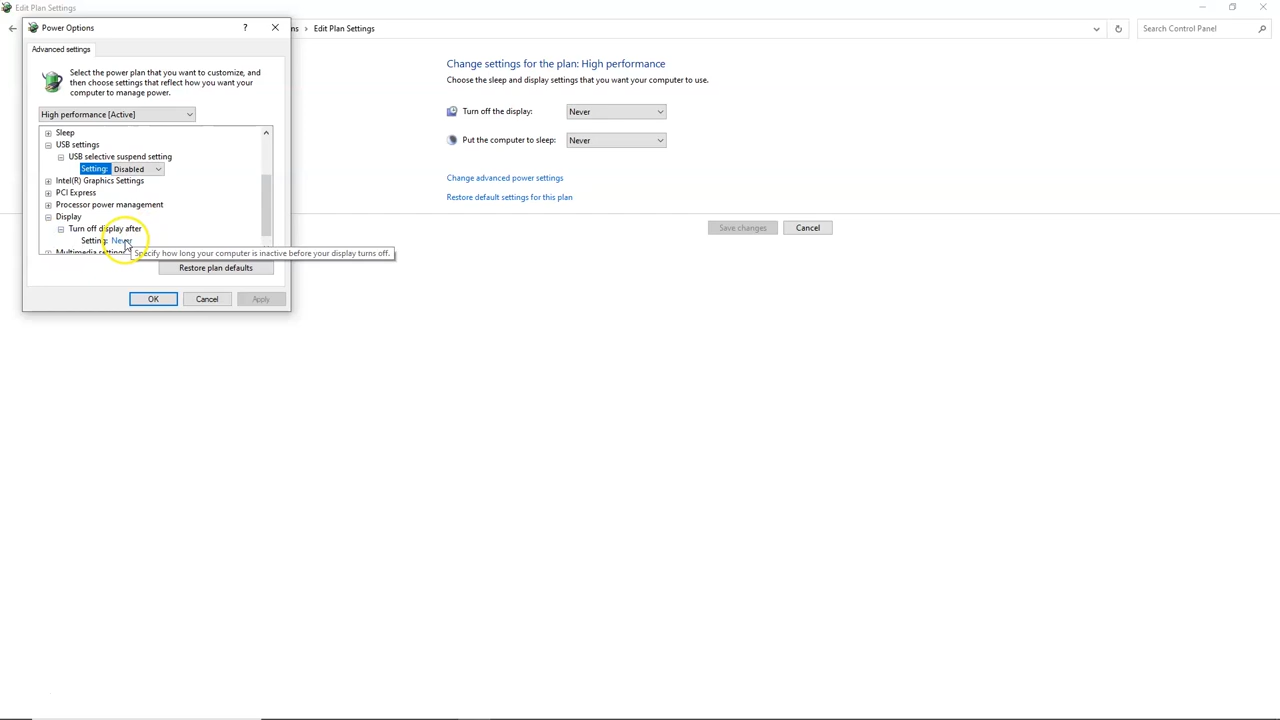 Edit Plan Settings
Power Options
ns › Edit Plan Settings
Search Control Panel
Advanced settings
Select the power plan that you want to customize, and
then choose settings that reflect how you want your
computer to manage power.
High performance [Active]
Sleep
USB settings
USB selective suspend setting
Setting: Disabled
Intel(R) Graphics Settings
PCI Express
Processor power management
Display
Turn off display after
Setting: Never
Multimedia settings
Specify how long your computer is inactive before your display turns off.
Restore plan defaults
OK
Cancel
Apply
Change settings for the plan: High performance
Choose the sleep and display settings that you want your computer to use.
Turn off the display: Never
Put the computer to sleep: Never
Change advanced power settings
Restore default settings for this plan
Save changes
Cancel